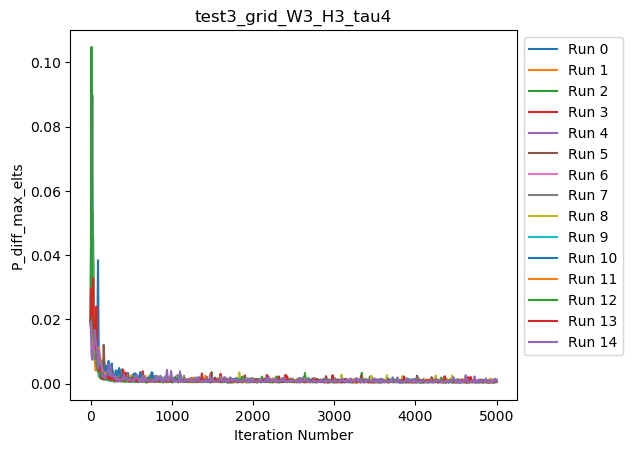 test3_grid_W3_H3_tau4
P_diff_max_elts
0.10
0.08
0.06
0.04
0.02
0.00
0
1000
2000
3000
4000
5000
Iteration Number
Run 0
Run 1
Run 2
Run 3
Run 4
Run 5
Run 6
Run 7
Run 8
Run 9
Run 10
Run 11
Run 12
Run 13
Run 14